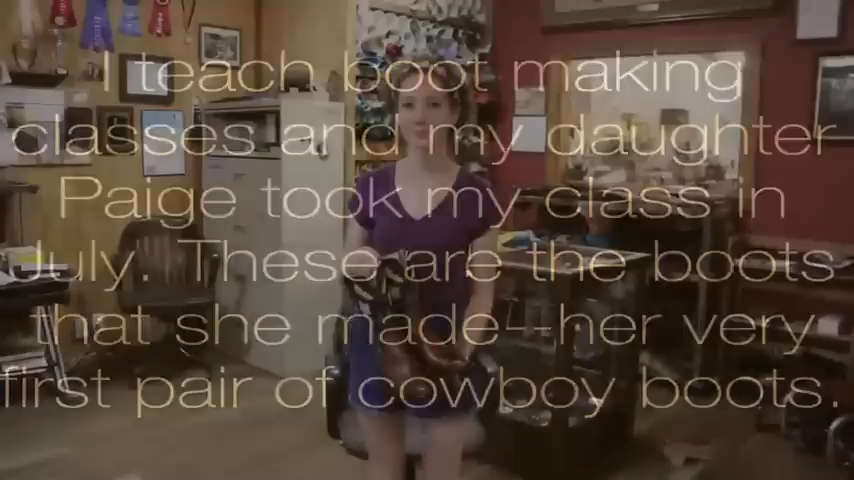 I teach boot making
classes and my daughter
Paige took my class in
July. These are the boots
that she made--her very
first pair of cowboy boots.